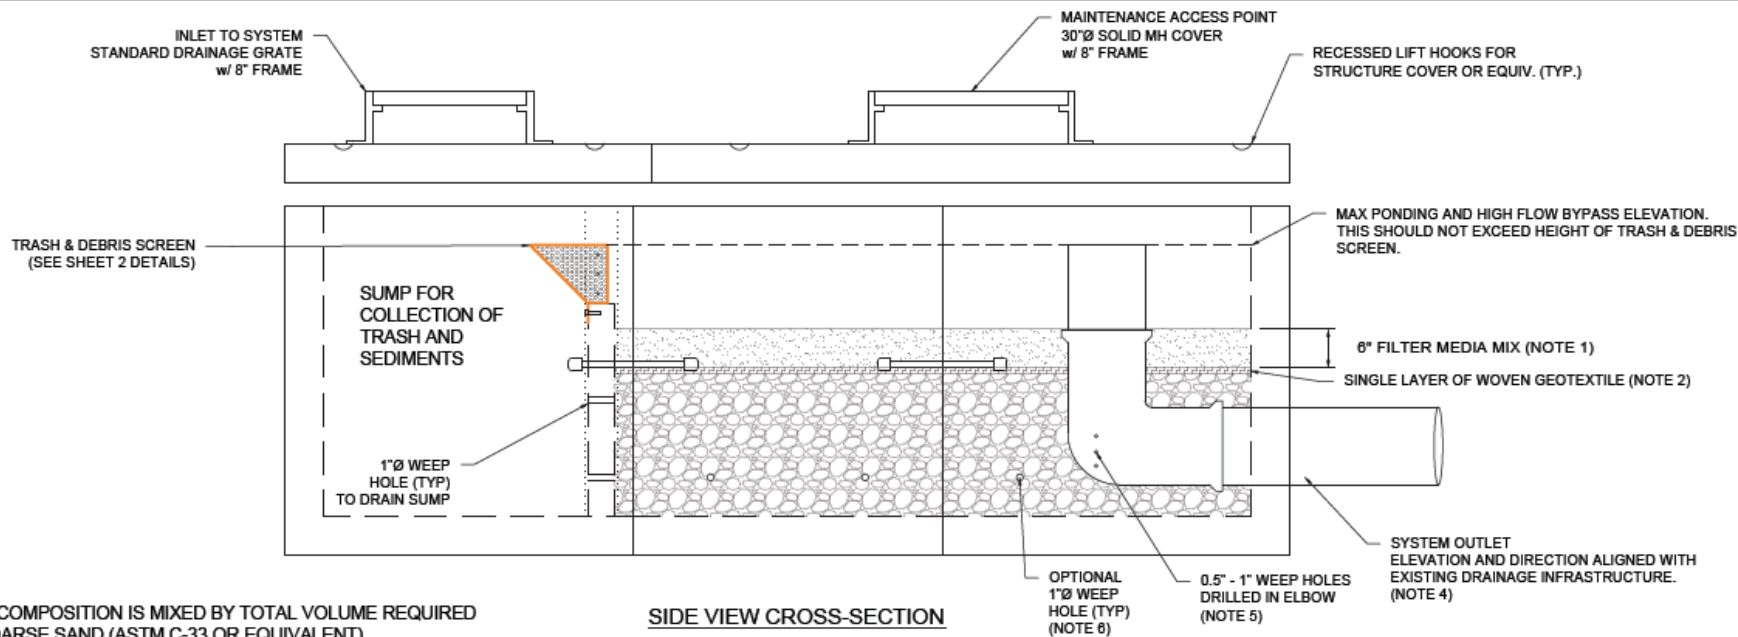 INLET TO SYSTEM
STANDARD DRAINAGE GRATE
w/ 8" FRAME
MAINTENANCE ACCESS POINT
30"Ø SOLID MH COVER
w/ 8" FRAME
RECESSED LIFT HOOKS FOR
STRUCTURE COVER OR EQUIV. (TYP.)
TRASH & DEBRIS SCREEN
(SEE SHEET 2 DETAILS)
MAX PONDING AND HIGH FLOW BYPASS ELEVATION.
THIS SHOULD NOT EXCEED HEIGHT OF TRASH & DEBRIS
SCREEN.
SUMP FOR
COLLECTION OF
TRASH AND
SEDIMENTS
6" FILTER MEDIA MIX (NOTE 1)
SINGLE LAYER OF WOVEN GEOTEXTILE (NOTE 2)
1"Ø WEEP
HOLE (TYP)
TO DRAIN SUMP
SYSTEM OUTLET
ELEVATION AND DIRECTION ALIGNED WITH
EXISTING DRAINAGE INFRASTRUCTURE.
(NOTE 4)
OPTIONAL
1"Ø WEEP
HOLE (TYP)
(NOTE 6)
0.5" - 1" WEEP HOLES
DRILLED IN ELBOW
(NOTE 5)
COMPOSITION IS MIXED BY TOTAL VOLUME REQUIRED
SAND (ASTM C-33 OR EQUIVALENT)
SIDE VIEW CROSS-SECTION